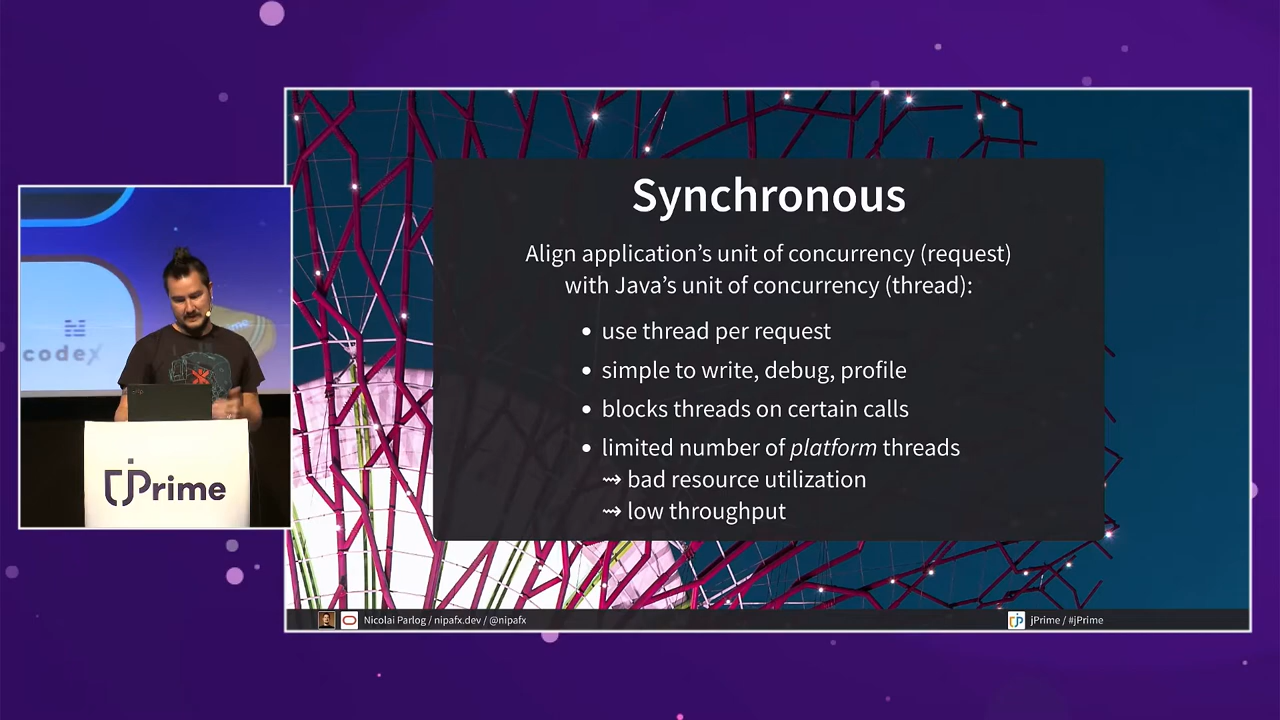 Synchronous
Align application’s unit of concurrency (request)
with Java’s unit of concurrency (thread):
• use thread per request
• simple to write, debug, profile
• blocks threads on certain calls
• limited number of platform threads
⇝ bad resource utilization
⇝ low throughput
codex
jPrime
Nicolai Parlog / nipafx.dev / @nipafx
jPrime / #jPrime